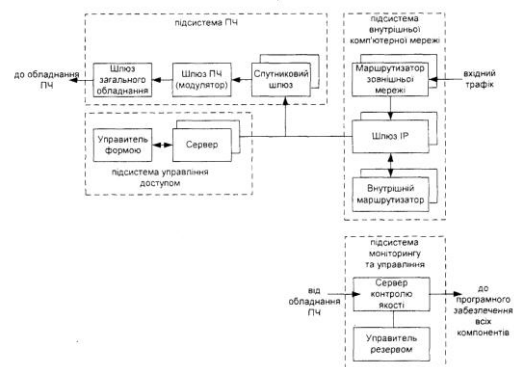 підсистема ПЧ
до обладнання
ПЧ
Шлюз
загального
обладнання
Шлюз ПЧ
(модулятор)
Спутниковий
шлюз
Управитель
формою
Сервер
підсистема управління
доступом
підсистема
внутрішньої
комп'ютерної мережі
Маршрутизатор
зовнішньої
мережі
вхідний
трафік
Шлюз IP
Внутрішній
маршрутизатор
підсистема
моніторингу
та управління
від
обладнання
ПЧ
Сервер
контролю
якості
до
програмного
забезпечення
всіх
компонентів
Управитель
резервом